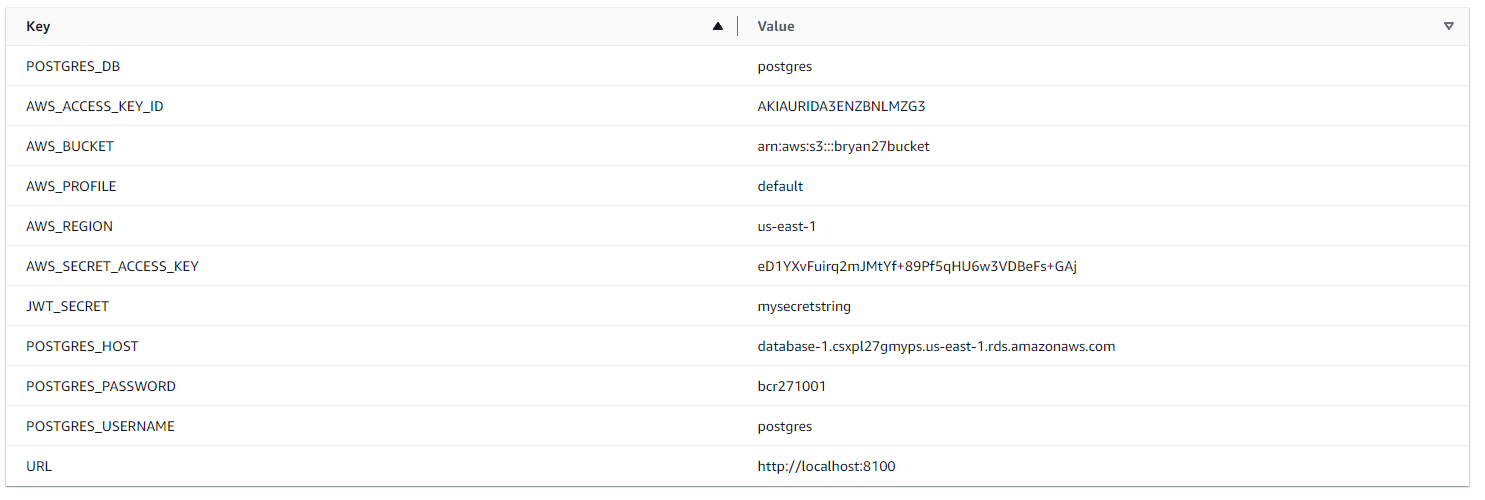 Key Value
POSTGRES_DB postgres
AWS_ACCESS_KEY_ID AKIAURIDA3ENZBNLMZG3
AWS_BUCKET arn:aws:s3:::bryan27bucket
AWS_PROFILE default
AWS_REGION us-east-1
AWS_SECRET_ACCESS_KEY eD1YXvFuirq2mJMtYf+89Pf5qHU6w3VDBeFs+GAj
JWT_SECRET mysecretstring
POSTGRES_HOST database-1.csxpl27gmyps.us-east-1.rds.amazonaws.com
POSTGRES_PASSWORD bcr271001
POSTGRES_USERNAME postgres
URL http://localhost:8100